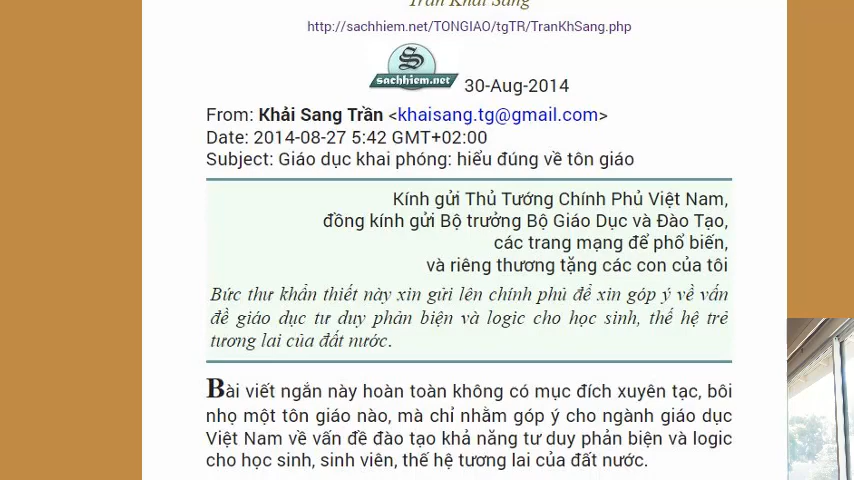 Trần Khải Sang
http://sachhiem.net/TONGIAO/tgTR/TranKhSang.php
S
sachhiem.net 30-Aug-2014
From: Khải Sang Trần <khaisang.tg@gmail.com>
Date: 2014-08-27 5:42 GMT+02:00
Subject: Giáo dục khai phóng: hiểu đúng về tôn giáo
Kính gửi Thủ Tướng Chính Phủ Việt Nam,
đồng kính gửi Bộ trưởng Bộ Giáo Dục và Đào Tạo,
các trang mạng để phổ biến,
và riêng thương tặng các con của tôi
Bức thư khẩn thiết này xin gửi lên chính phủ để xin góp ý về vấn
đề giáo dục tư duy phản biện và logic cho học sinh, thế hệ trẻ
tương lai của đất nước.
Bài viết ngắn này hoàn toàn không có mục đích xuyên tạc, bôi
nhọ một tôn giáo nào, mà chỉ nhằm góp ý cho ngành giáo dục
Việt Nam về vấn đề đào tạo khả năng tư duy phản biện và logic
cho học sinh, sinh viên, thế hệ tương lai của đất nước.